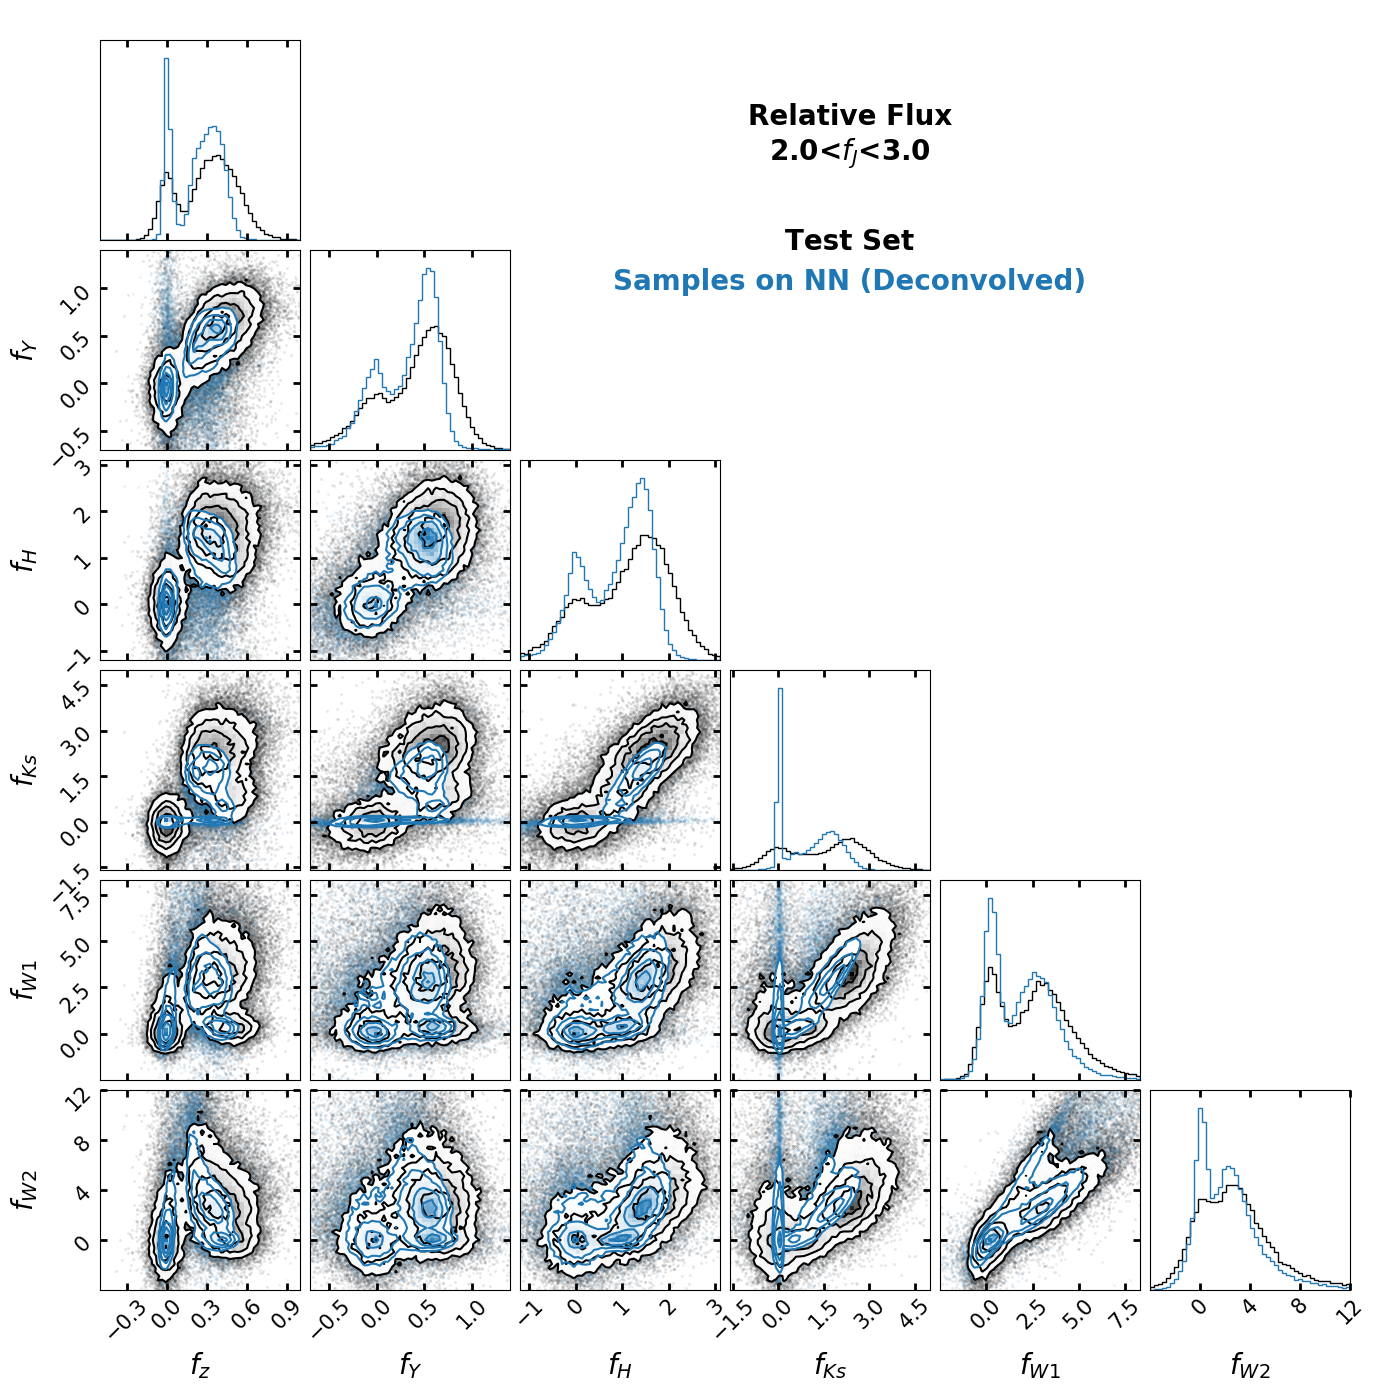 Relative Flux
2.0<f_J<3.0
Test Set
Samples on NN (Deconvolved)
f_Y
1.0
0.5
0.0
−0.5
f_H
3
2
1
0
−1
f_Ks
4.5
3.0
1.5
0.0
−1.5
f_W1
7.5
5.0
2.5
0.0
f_W2
12
8
4
0
−0.3 0.0 0.3 0.6 0.9 −0.5 0.0 0.5 1.0 −1 0 1 2 3 −1.5 0.0 1.5 3.0 4.5 0.0 2.5 5.0 7.5 0 4 8 12
f_z f_Y f_H f_Ks f_W1 f_W2